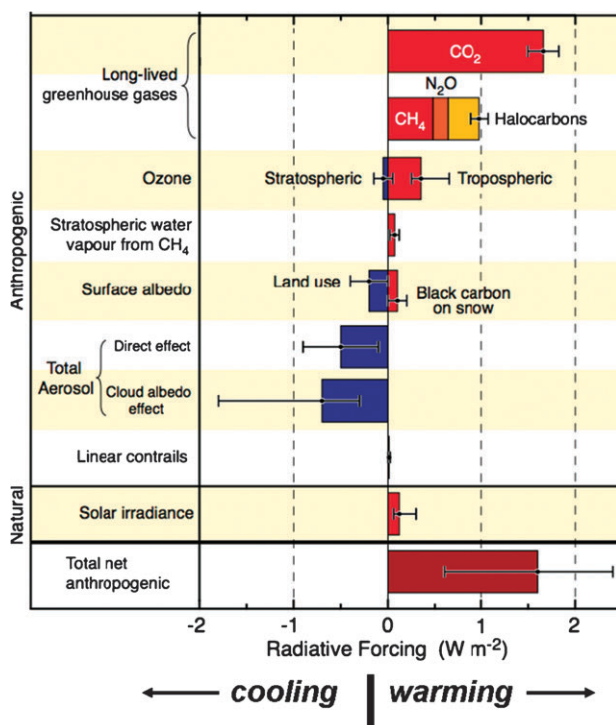 CO2
Long-lived
greenhouse gases
N2O
CH4
Halocarbons
Anthropogenic
Ozone
Stratospheric
Tropospheric
Stratospheric water
vapour from CH4
Surface albedo
Land use
Black carbon
on snow
Total
Aerosol
Direct effect
Cloud albedo
effect
Linear contrails
Natural
Solar irradiance
Total net
anthropogenic
-2 -1 0 1 2
Radiative Forcing (W m-2)
cooling warming